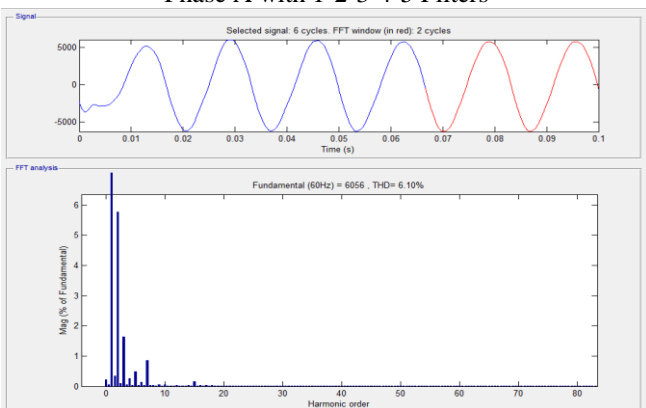 Phase A with 1-2-3-4-5 Filters
Signal
Selected signal: 6 cycles. FFT window (in red): 2 cycles
5000
0
-5000
0 0.01 0.02 0.03 0.04 0.05 0.06 0.07 0.08 0.09 0.1
Time (s)
FFT analysis
Fundamental (60Hz) = 6056 , THD= 6.10%
Mag (% of Fundamental)
6
5
4
3
2
1
0
0 10 20 30 40 50 60 70 80
Harmonic order